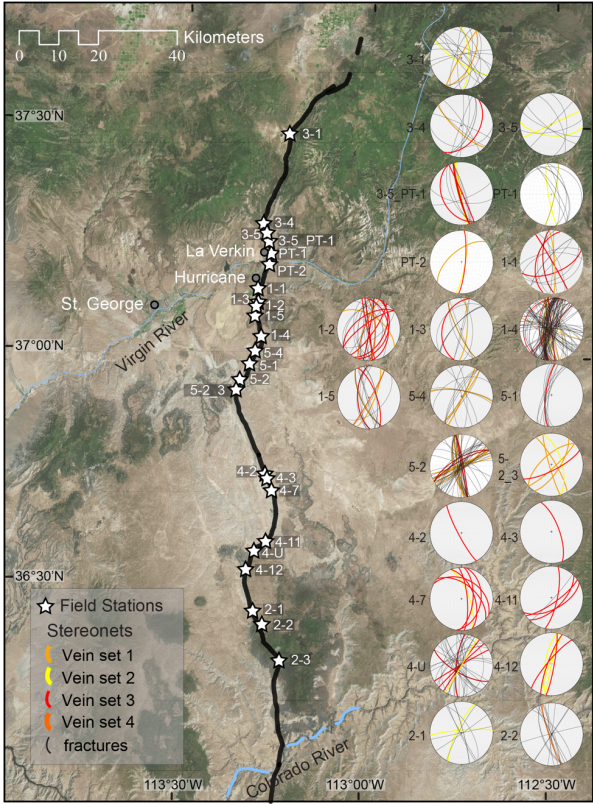 Kilometers
0 10 20 40
37°30'N
3-1
3-4
3-5
3-5_PT-1
La Verkin
PT-1
PT-2
Hurricane
1-1
1-3
1-2
1-5
St. George
Virgin River
1-4
37°00'N
5-4
5-1
5-2
5-2_3
4-2
4-3
4-7
4-11
4-U
4-12
36°30'N
2-1
2-2
2-3
Colorado River
Field Stations
Stereonets
Vein set 1
Vein set 2
Vein set 3
Vein set 4
fractures
3-1
3-4 3-5
3-5_PT-1 PT-1
PT-2 1-1
1-2 1-3 1-4
1-5 5-4 5-1
5-2 5-
2_3
4-2 4-3
4-7 4-11
4-U 4-12
2-1 2-2
113°30'W 113°00'W 112°30'W